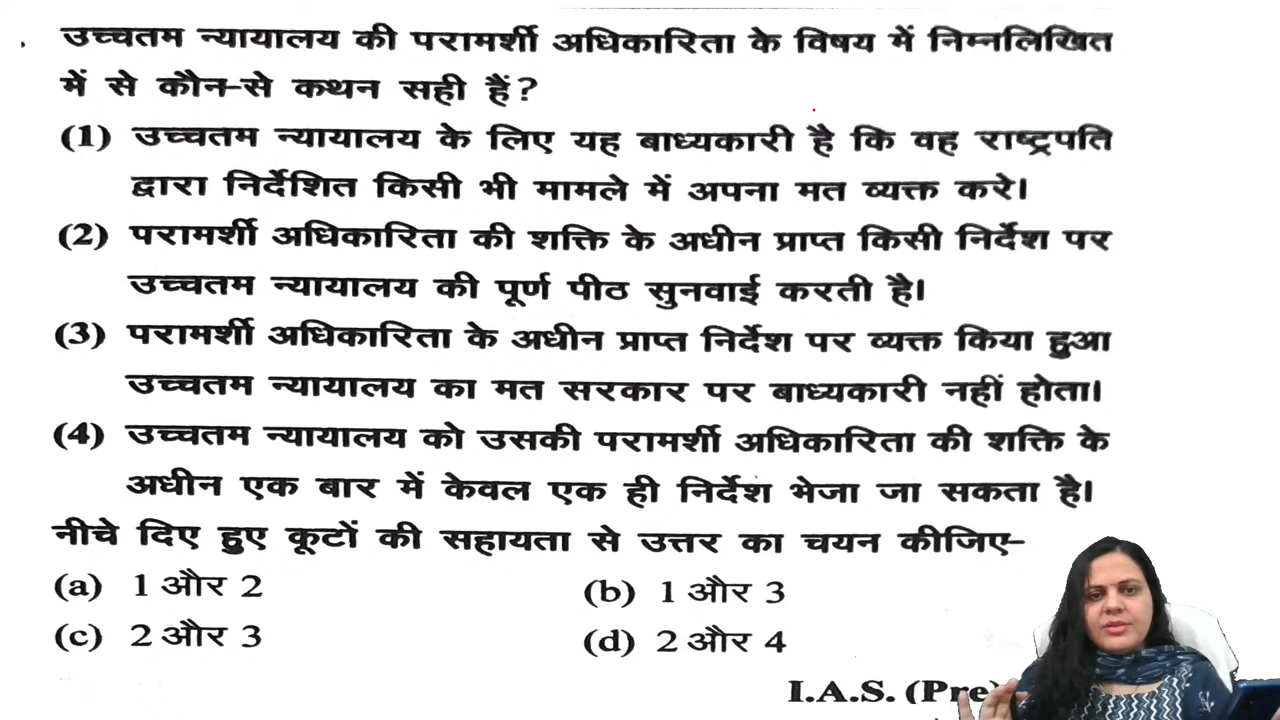 उच्चतम न्यायालय की परामर्शी अधिकारिता के विषय में निम्नलिखित
में से कौन-से कथन सही हैं?
(1) उच्चतम न्यायालय के लिए यह बाध्यकारी है कि वह राष्ट्रपति
द्वारा निर्देशित किसी भी मामले में अपना मत व्यक्त करे।
(2) परामर्शी अधिकारिता की शक्ति के अधीन प्राप्त किसी निर्देश पर
उच्चतम न्यायालय की पूर्ण पीठ सुनवाई करती है।
(3) परामर्शी अधिकारिता के अधीन प्राप्त निर्देश पर व्यक्त किया हुआ
उच्चतम न्यायालय का मत सरकार पर बाध्यकारी नहीं होता।
(4) उच्चतम न्यायालय को उसकी परामर्शी अधिकारिता की शक्ति के
अधीन एक बार में केवल एक ही निर्देश भेजा जा सकता है।
नीचे दिए हुए कूटों की सहायता से उत्तर का चयन कीजिए-
(a) 1 और 2 (b) 1 और 3
(c) 2 और 3 (d) 2 और 4
I.A.S. (Pre)